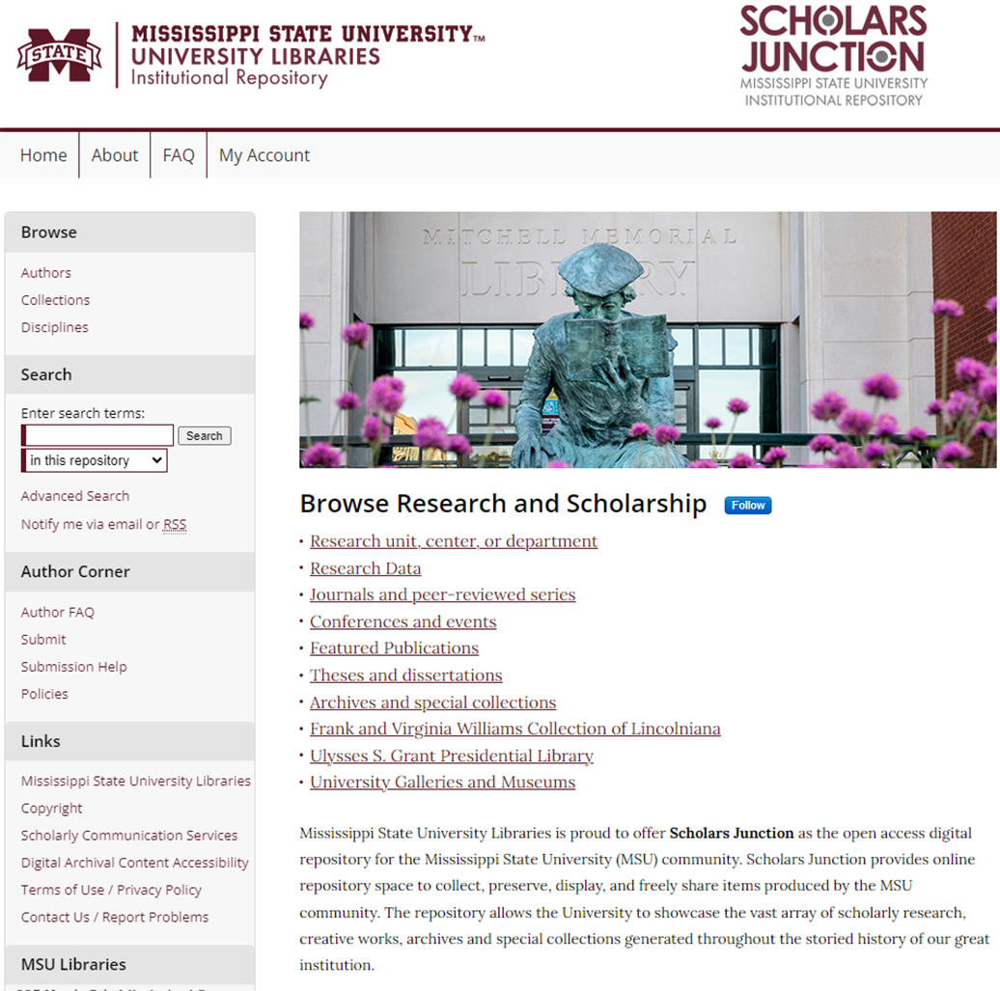 STATE
MISSISSIPPI STATE UNIVERSITY™
UNIVERSITY LIBRARIES
Institutional Repository
SCHOLARS
JUNCTION
MISSISSIPPI STATE UNIVERSITY
INSTITUTIONAL REPOSITORY
Home
About
FAQ
My Account
Browse
Authors
Collections
Disciplines
Search
Enter search terms:
Search
in this repository
Advanced Search
Notify me via email or RSS
Author Corner
Author FAQ
Submit
Submission Help
Policies
Links
Mississippi State University Libraries
Copyright
Scholarly Communication Services
Digital Archival Content Accessibility
Terms of Use / Privacy Policy
Contact Us / Report Problems
MSU Libraries
MITCHELL MEMORIAL
LIBRARY
Browse Research and Scholarship
Follow
• Research unit, center, or department
• Research Data
• Journals and peer-reviewed series
• Conferences and events
• Featured Publications
• Theses and dissertations
• Archives and special collections
• Frank and Virginia Williams Collection of Lincolniana
• Ulysses S. Grant Presidential Library
• University Galleries and Museums
Mississippi State University Libraries is proud to offer Scholars Junction as the open access digital
repository for the Mississippi State University (MSU) community. Scholars Junction provides online
repository space to collect, preserve, display, and freely share items produced by the MSU
community. The repository allows the University to showcase the vast array of scholarly research,
creative works, archives and special collections generated throughout the storied history of our great
institution.